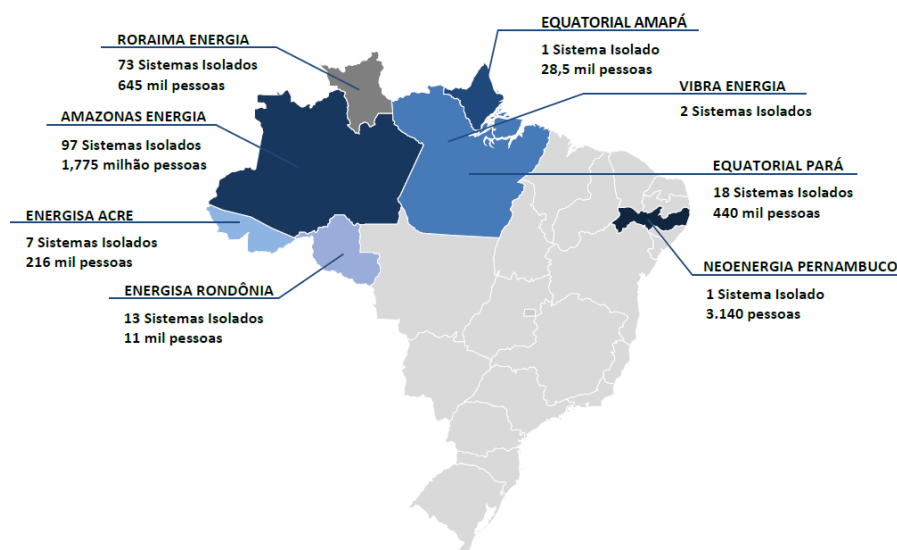 EQUATORIAL AMAPÁ
1 Sistema Isolado
28,5 mil pessoas
RORAIMA ENERGIA
73 Sistemas Isolados
645 mil pessoas
VIBRA ENERGIA
2 Sistemas Isolados
AMAZONAS ENERGIA
97 Sistemas Isolados
1,775 milhão pessoas
EQUATORIAL PARÁ
18 Sistemas Isolados
440 mil pessoas
ENERGISA ACRE
7 Sistemas Isolados
216 mil pessoas
NEOENERGIA PERNAMBUCO
1 Sistema Isolado
3.140 pessoas
ENERGISA RONDÔNIA
13 Sistemas Isolados
11 mil pessoas